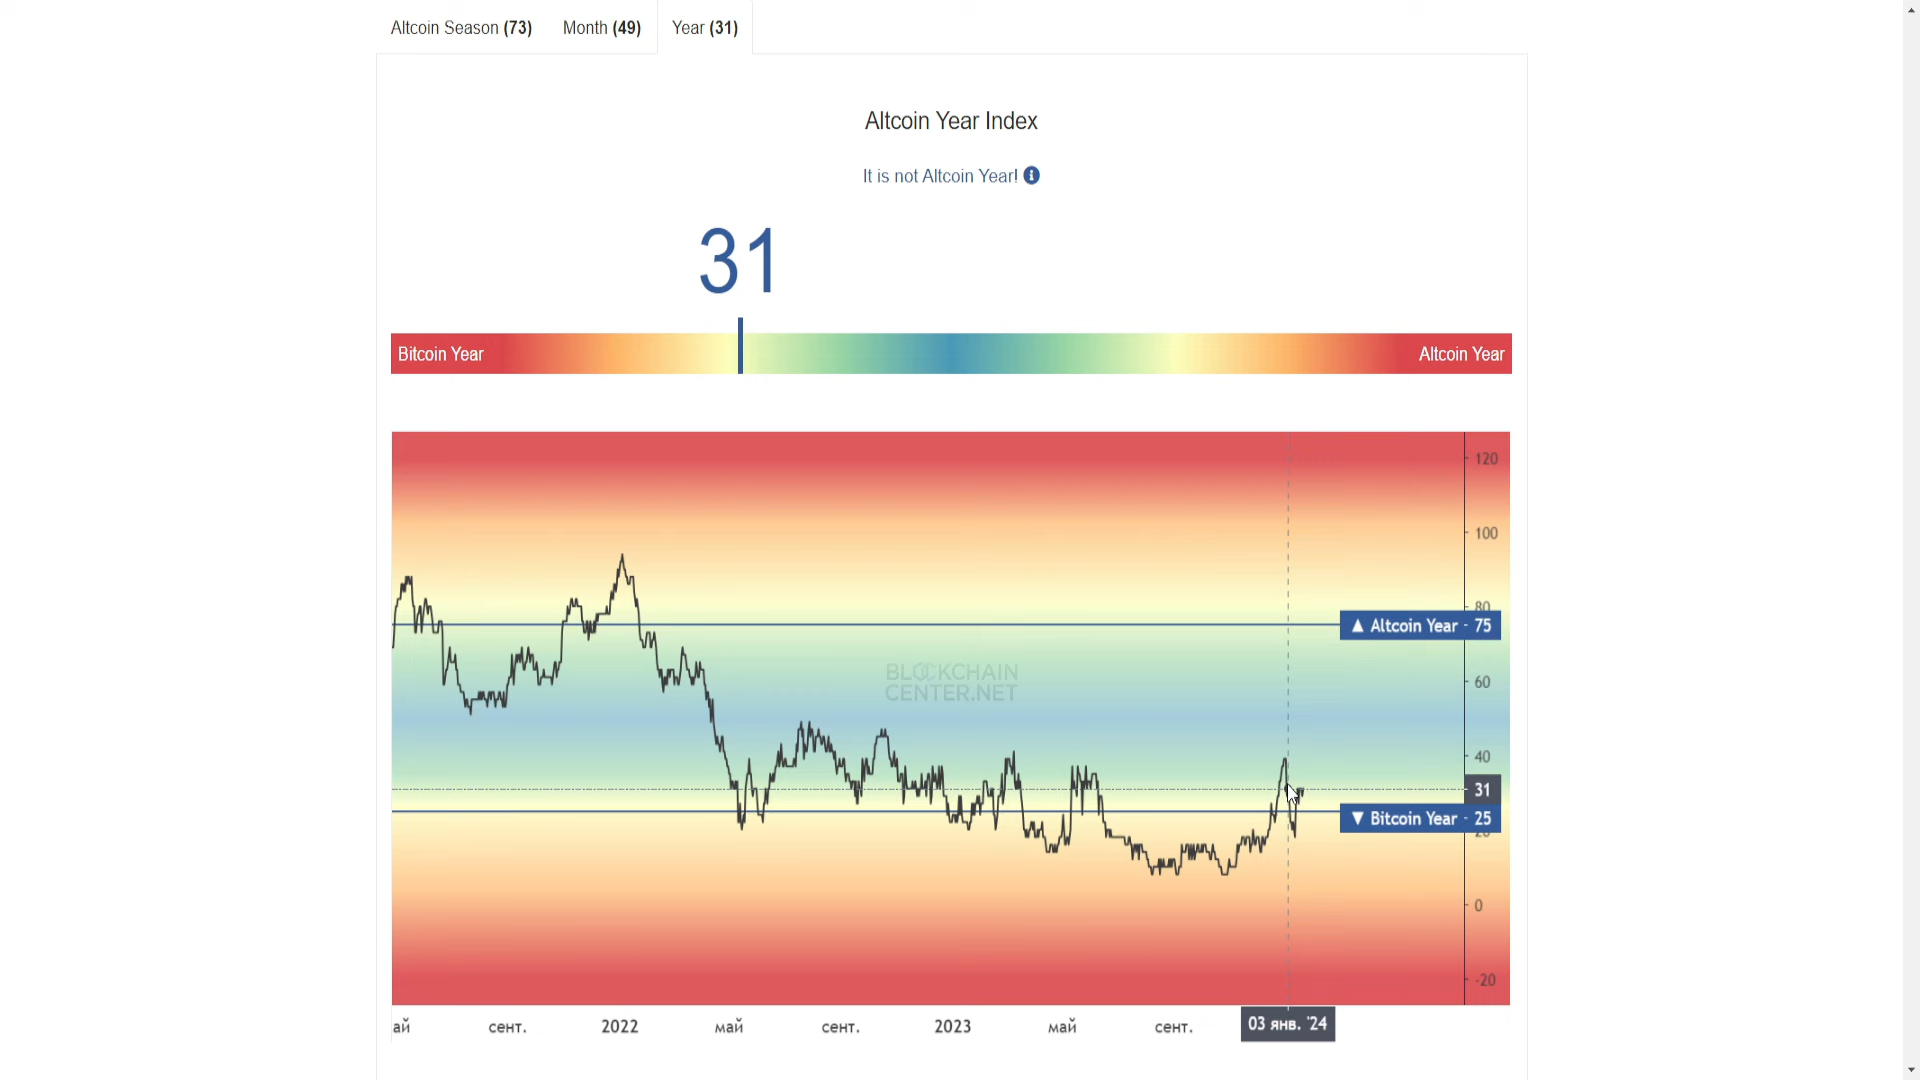 Altcoin Season (73) Month (49) Year (31)
Altcoin Year Index
It is not Altcoin Year!
31
Bitcoin Year Altcoin Year
120
100
80
▲ Altcoin Year - 75
BLOCKCHAIN
CENTER.NET
60
40
31
▼ Bitcoin Year - 25
20
0
-20
ай сент. 2022 май сент. 2023 май сент. 03 янв. '24